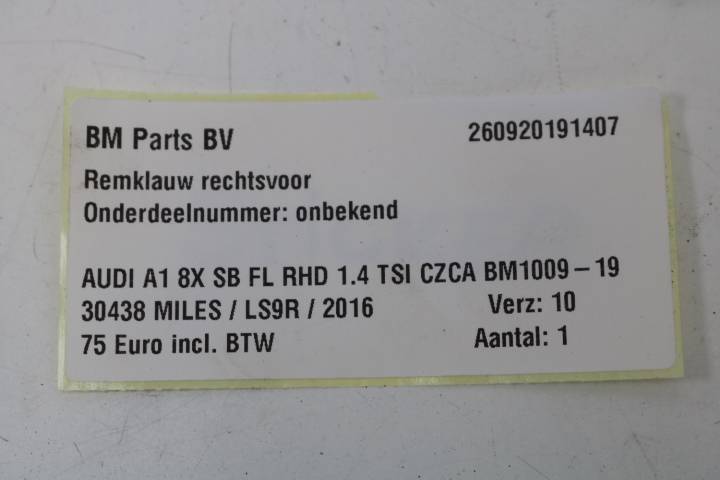 BM Parts BV 260920191407
Remklauw rechtsvoor
Onderdeelnummer: onbekend
AUDI A1 8X SB FL RHD 1.4 TSI CZCA BM1009-19
30438 MILES / LS9R / 2016 Verz: 10
75 Euro incl. BTW Aantal: 1